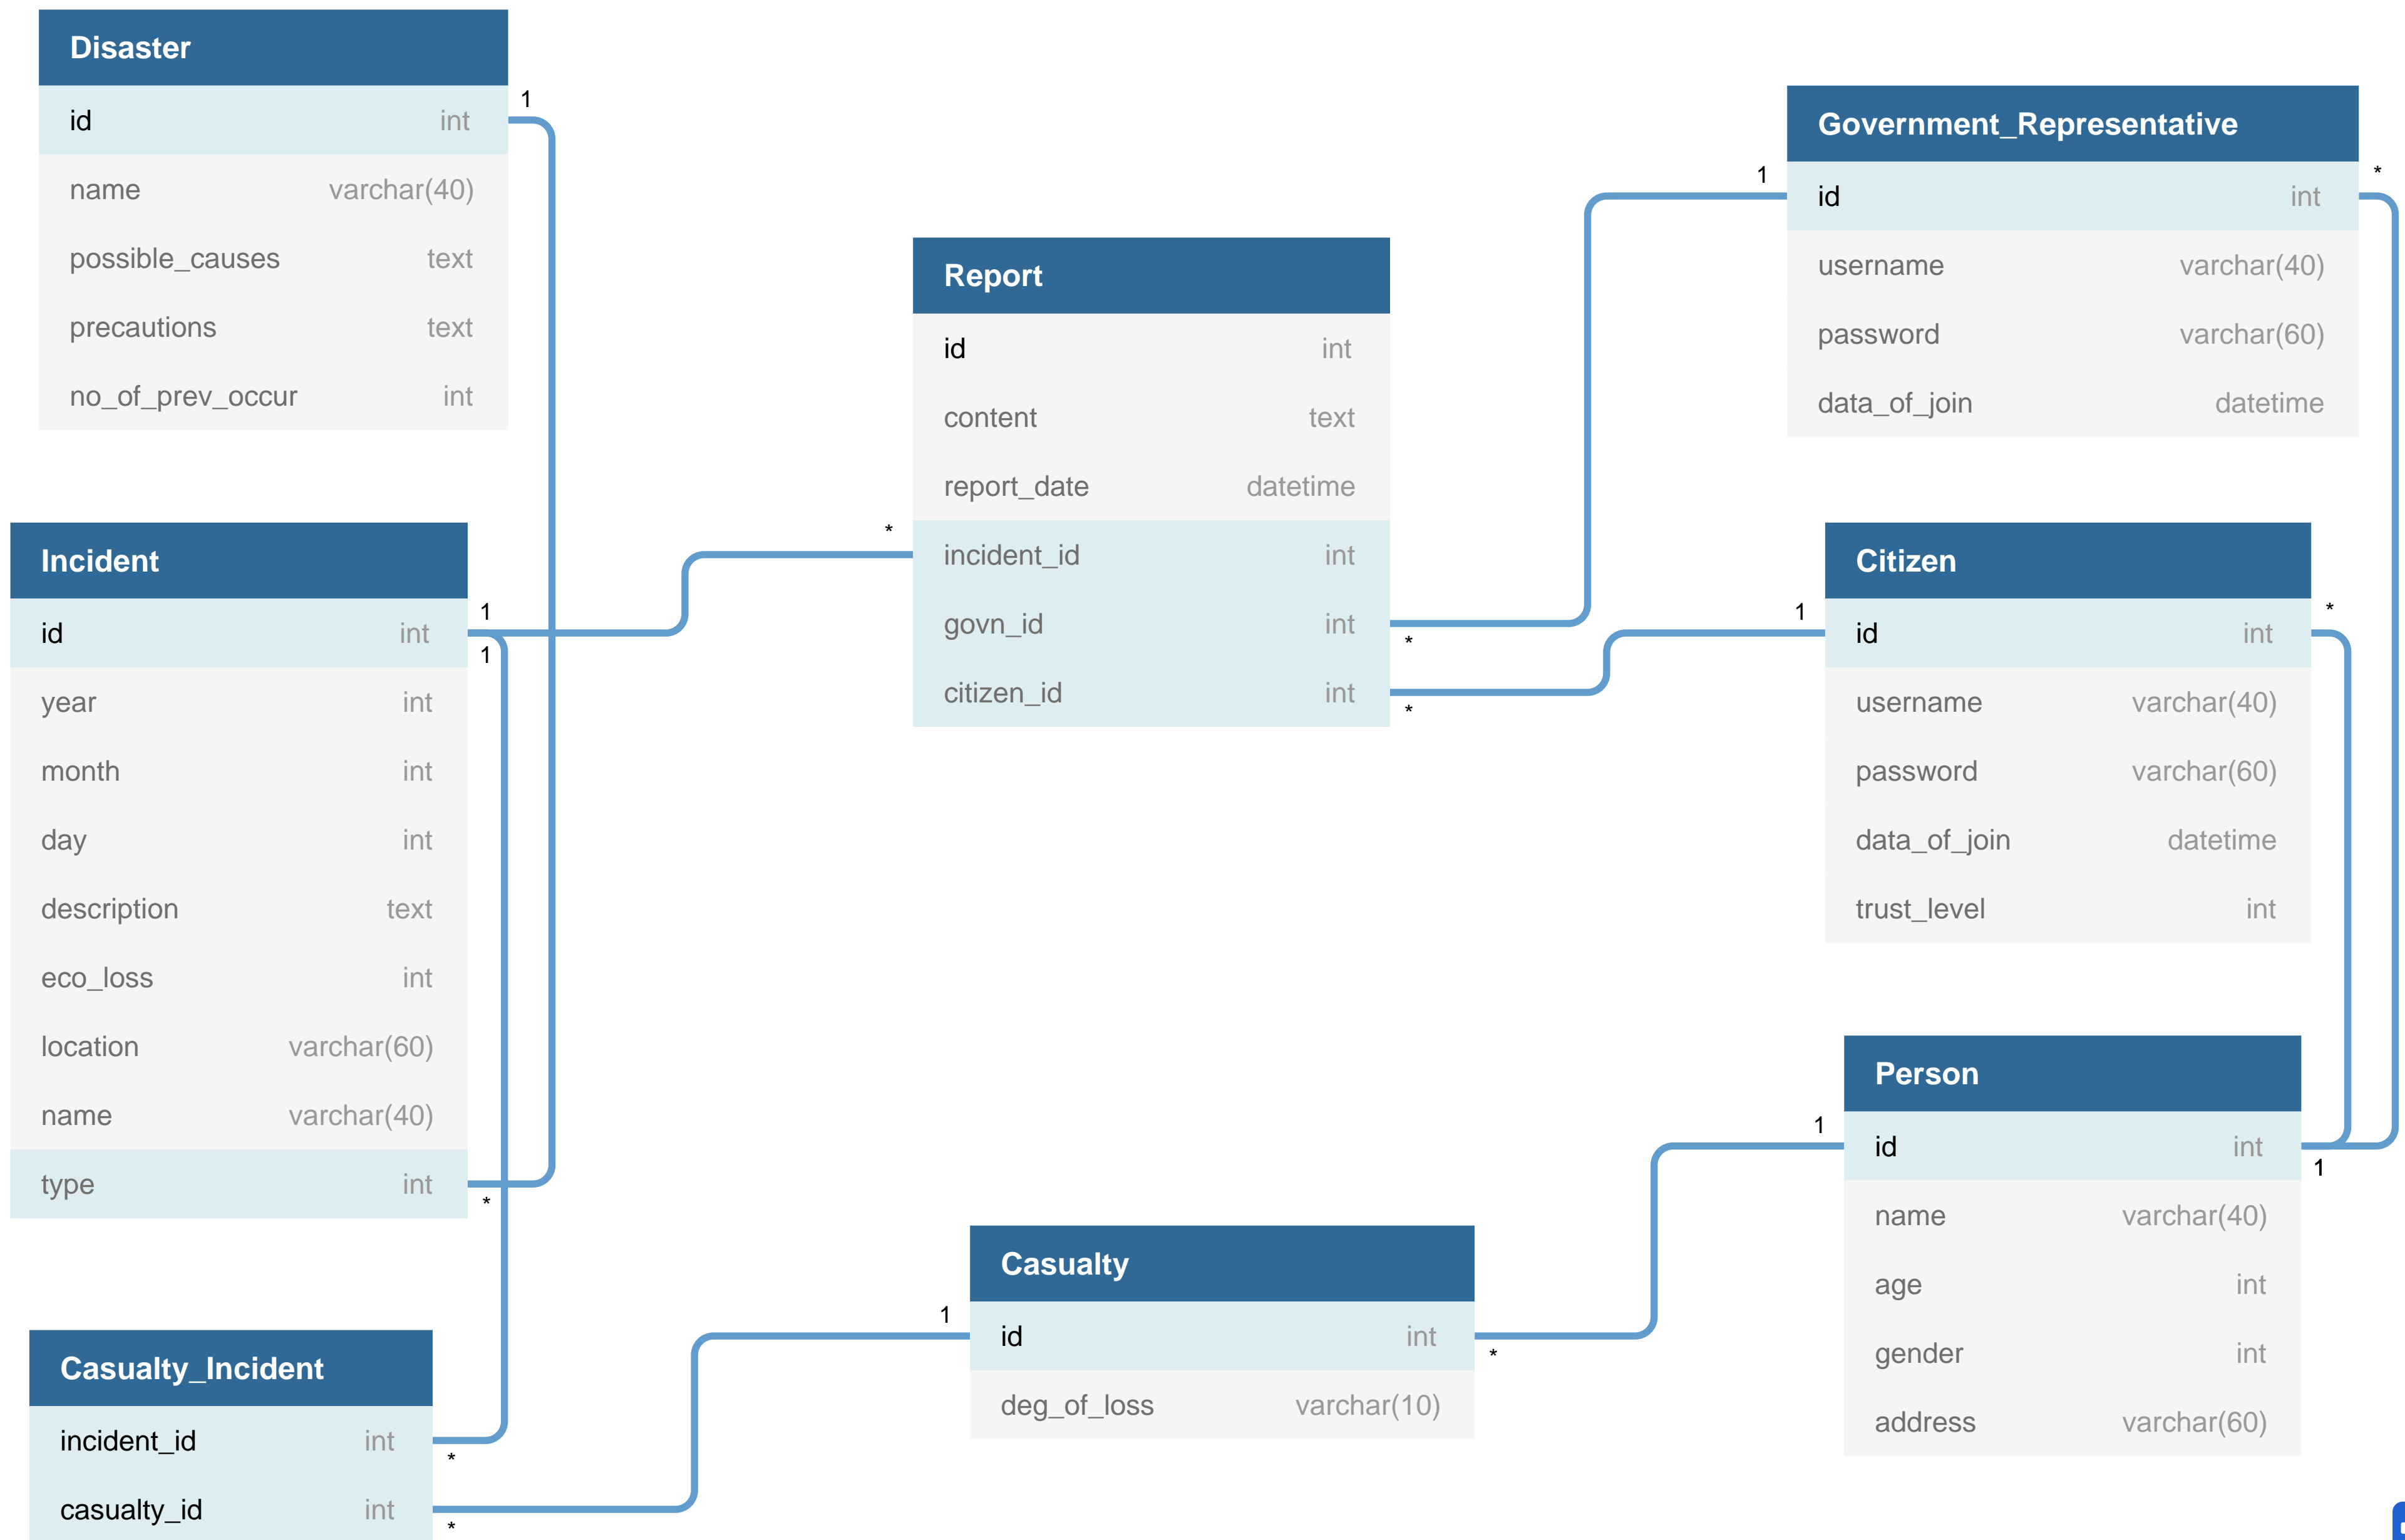 Disaster
1
id int
name varchar(40)
possible_causes text
precautions text
no_of_prev_occur int
Incident
1
id int
1
year int
month int
day int
description text
eco_loss int
location varchar(60)
name varchar(40)
type int
*
Casualty_Incident
incident_id int
*
casualty_id int
*
Report
id int
content text
report_date datetime
*
incident_id int
govn_id int
*
citizen_id int
*
Casualty
1
id int
*
deg_of_loss varchar(10)
Government_Representative
1 *
id int
username varchar(40)
password varchar(60)
data_of_join datetime
Citizen
1 *
id int
username varchar(40)
password varchar(60)
data_of_join datetime
trust_level int
Person
1
id int
1
name varchar(40)
age int
gender int
address varchar(60)